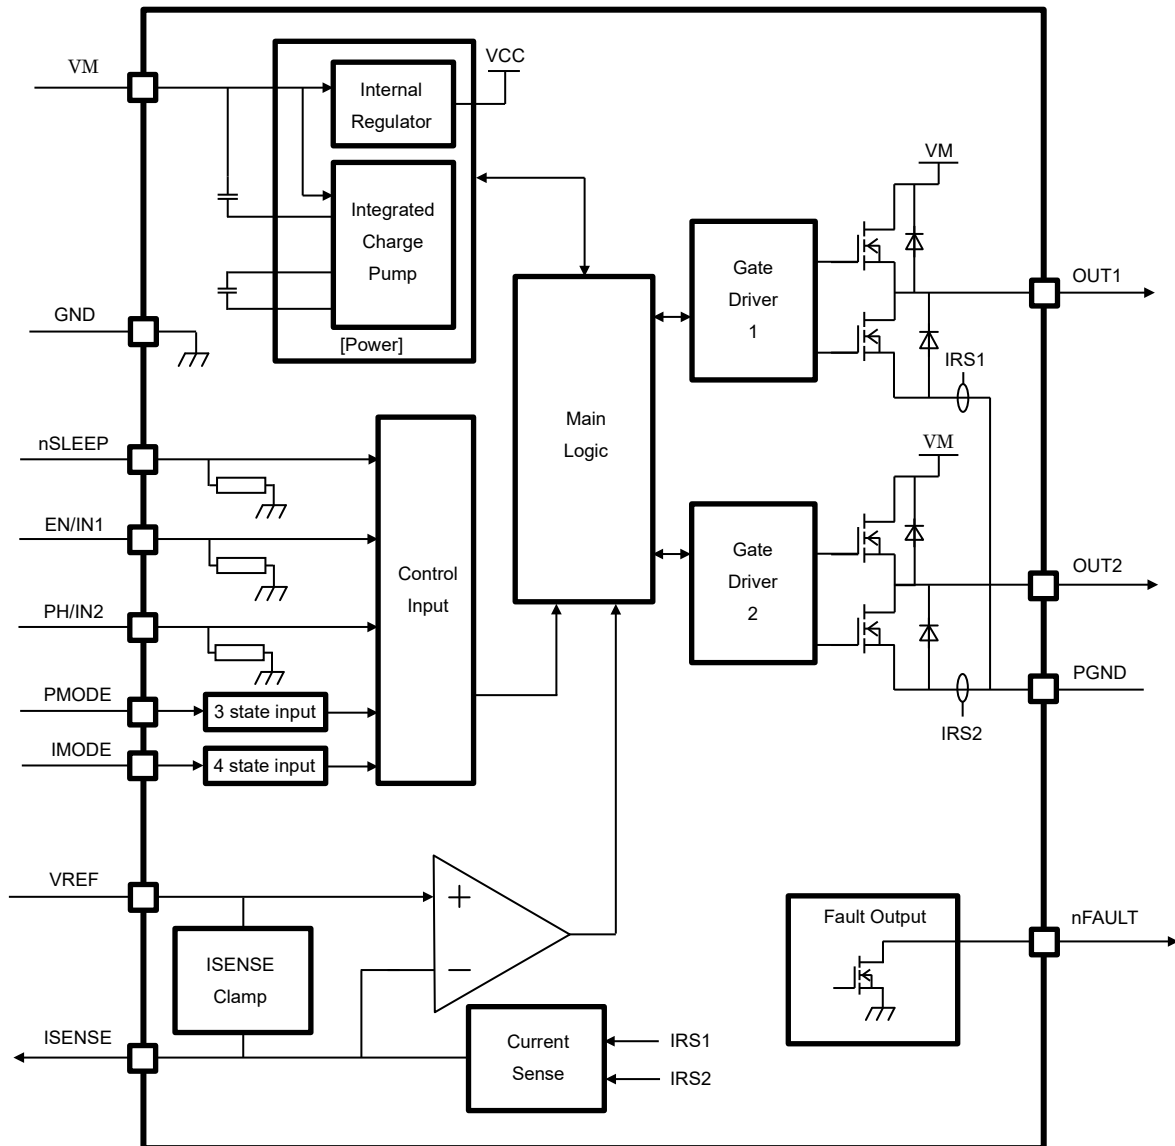 VM
VCC
Internal
Regulator
Integrated
Charge
Pump
[Power]
GND
nSLEEP
EN/IN1
PH/IN2
PMODE
3 state input
IMODE
4 state input
Control
Input
Main
Logic
Gate
Driver
1
VM
OUT1
IRS1
Gate
Driver
2
VM
OUT2
PGND
IRS2
VREF
+
−
ISENSE
Clamp
ISENSE
Current
Sense
IRS1
IRS2
Fault Output
nFAULT